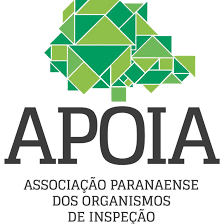 APOIA
ASSOCIAÇÃO PARANAENSE
DOS ORGANISMOS
DE INSPEÇÃO